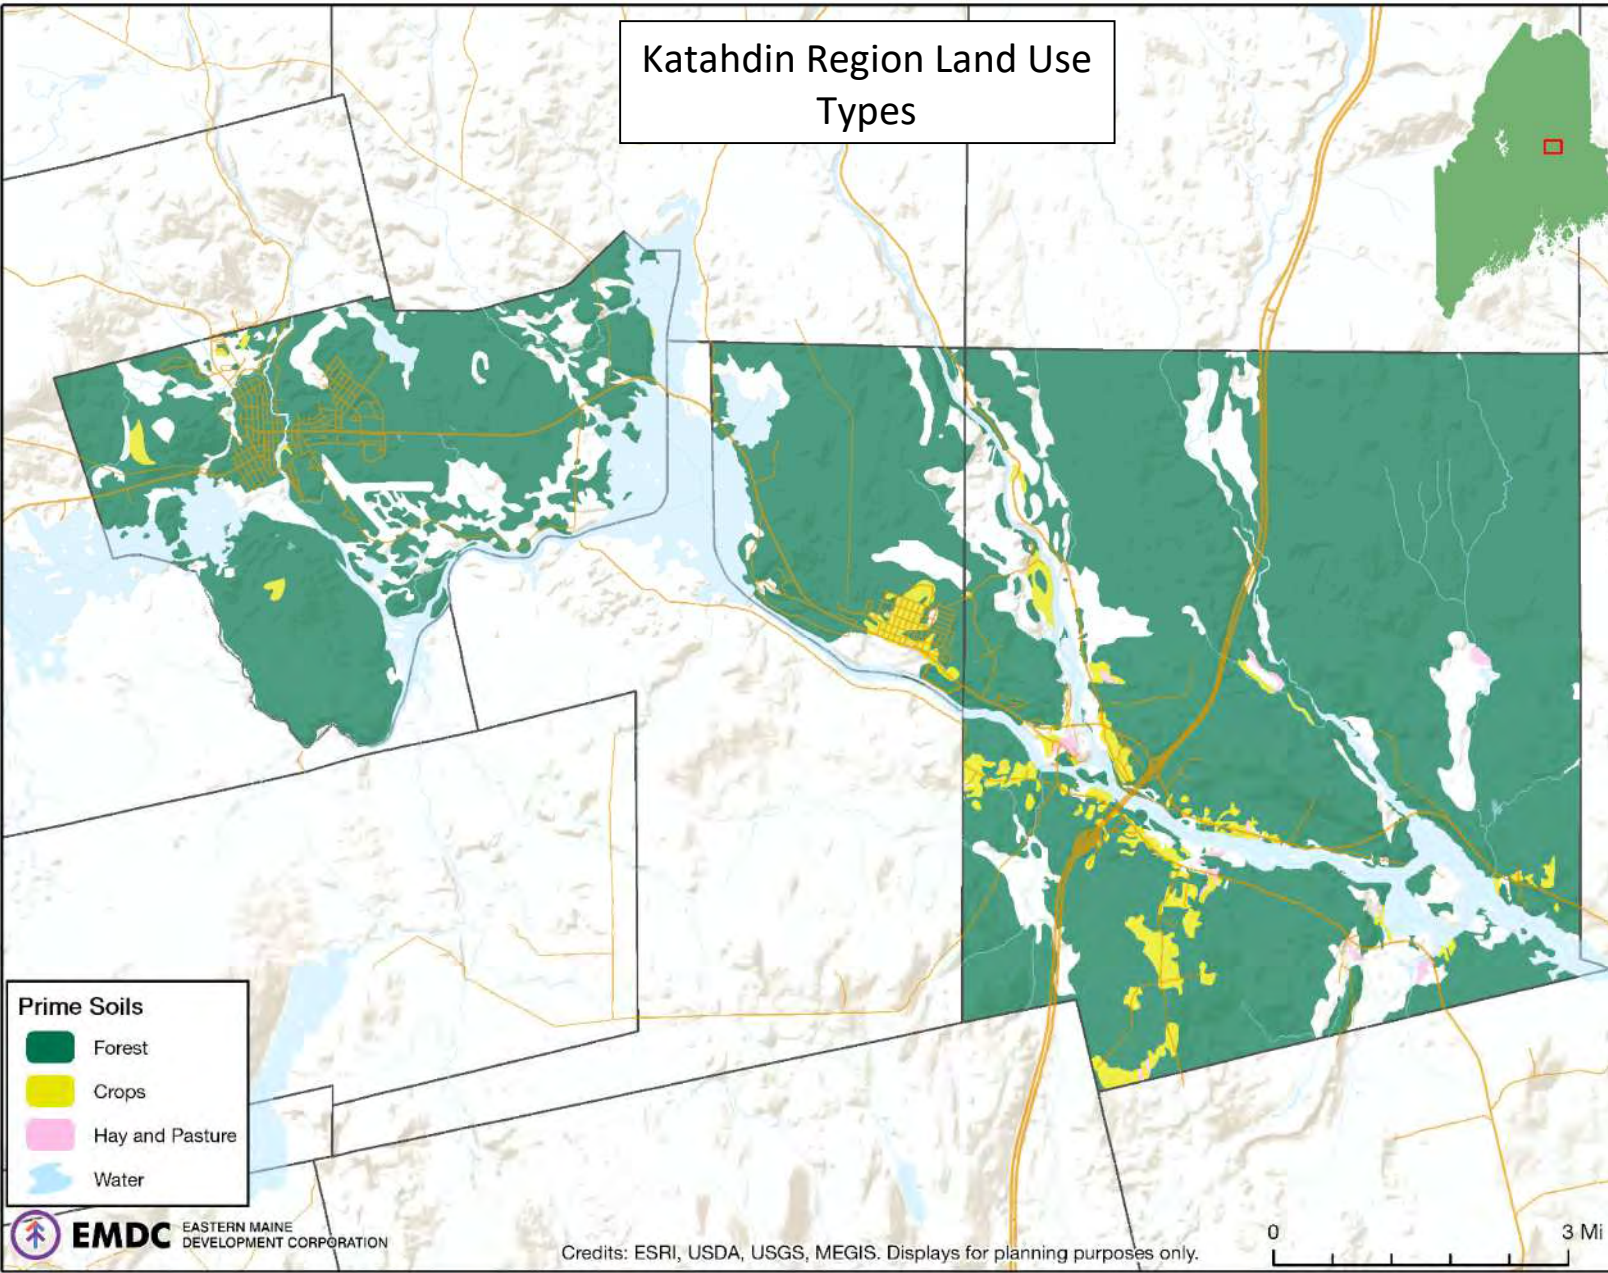 Katahdin Region Land Use
Types
Prime Soils
Forest
Crops
Hay and Pasture
Water
EMDC
EASTERN MAINE
DEVELOPMENT CORPORATION
Credits: ESRI, USDA, USGS, MEGIS. Displays for planning purposes only.
0
3 Mi